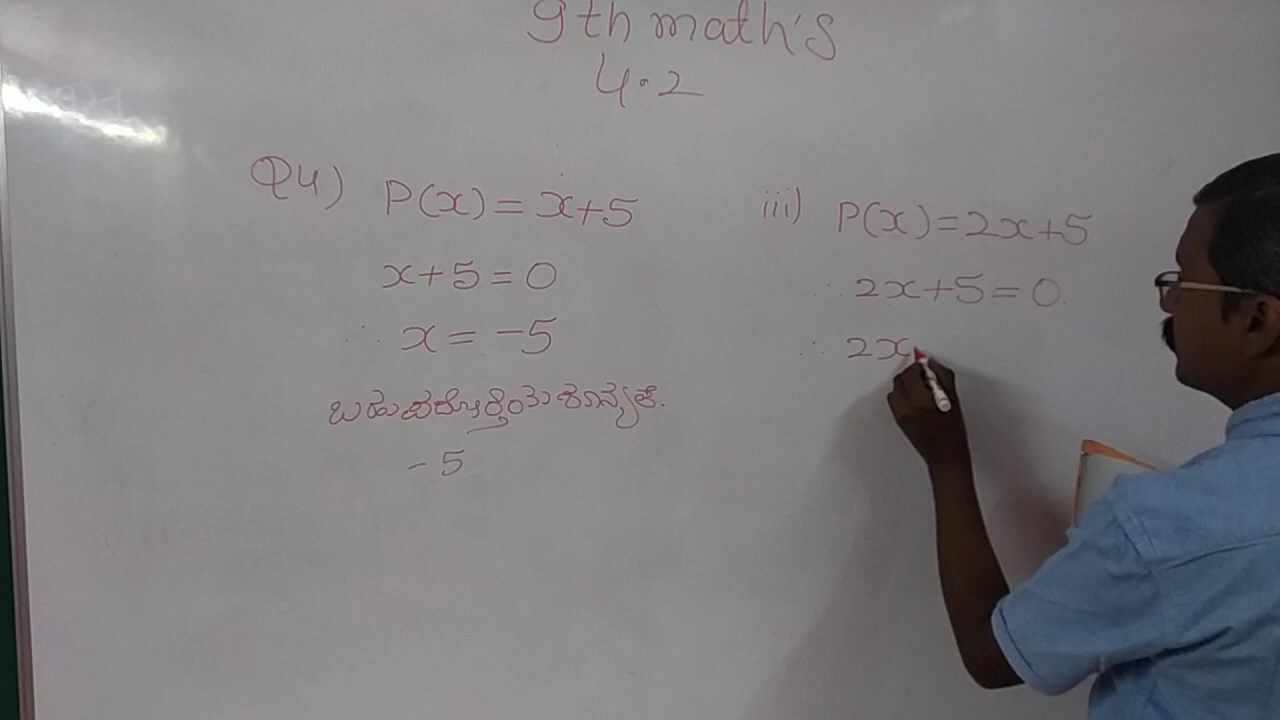 9th math's
4.2
Q4) P(x) = x+5
x+5 = 0
∴ x = -5
ಬಹುಪದೋಕ್ತಿಯ ಶೂನ್ಯತೆ.
-5
iii) P(x) = 2x+5
∴ 2x+5 = 0
∴ 2x